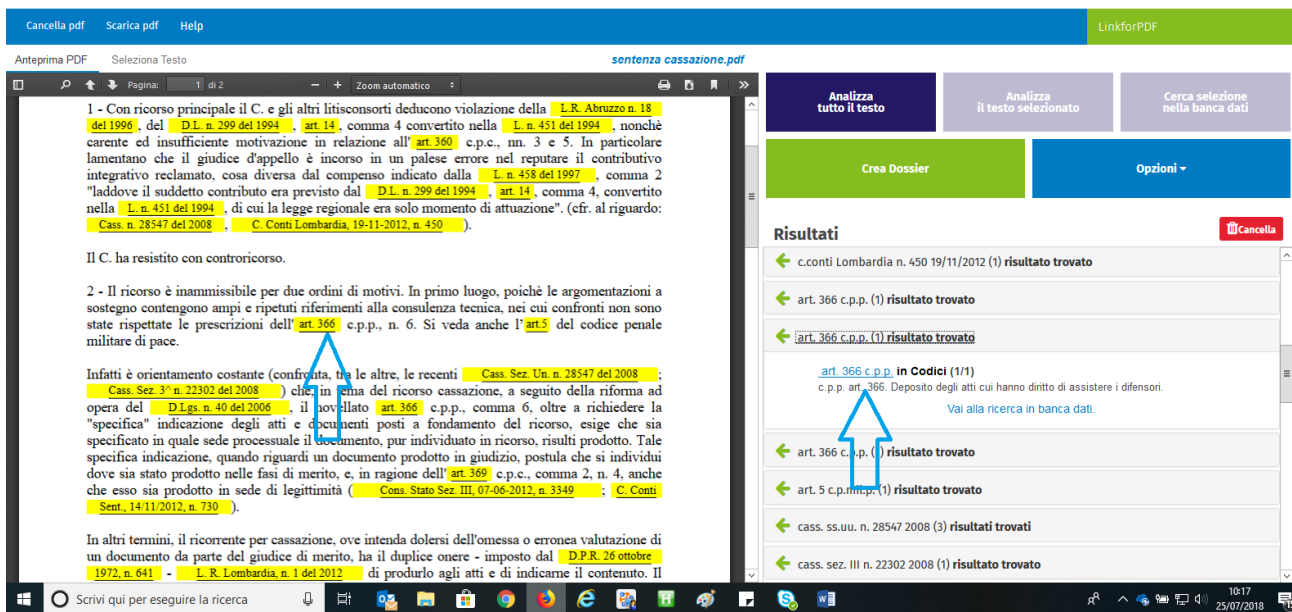 Cancella pdf Scarica pdf Help LinkforPDF
Anteprima PDF Seleziona Testo sentenza cassazione.pdf
Pagina: 1 di 2 Zoom automatico
1 - Con ricorso principale il C. e gli altri litisconsorti deducono violazione della L.R. Abruzzo n. 18
del 1996 , del D.L. n. 299 del 1994 , art. 14 , comma 4 convertito nella L. n. 451 del 1994 , nonchè
carente ed insufficiente motivazione in relazione all' art. 360 c.p.c., nn. 3 e 5. In particolare
lamentano che il giudice d'appello è incorso in un palese errore nel reputare il contributivo
integrativo reclamato, cosa diversa dal compenso indicato dalla L. n. 458 del 1997 , comma 2
"laddove il suddetto contributo era previsto dal D.L. n. 299 del 1994 , art. 14 , comma 4, convertito
nella L. n. 451 del 1994 , di cui la legge regionale era solo momento di attuazione". (cfr. al riguardo:
Cass. n. 28547 del 2008 , C. Conti Lombardia, 19-11-2012, n. 450 ).
Il C. ha resistito con controricorso.
2 - Il ricorso è inammissibile per due ordini di motivi. In primo luogo, poichè le argomentazioni a
sostegno contengono ampi e ripetuti riferimenti alla consulenza tecnica, nei cui confronti non sono
state rispettate le prescrizioni dell' art. 366 c.p.p., n. 6. Si veda anche l' art.5 del codice penale
militare di pace.
Infatti è orientamento costante (confronta, tra le altre, le recenti Cass. Sez. Un. n. 28547 del 2008 ;
Cass. Sez. 3^ n. 22302 del 2008 ) che, in tema del ricorso cassazione, a seguito della riforma ad
opera del D.Lgs. n. 40 del 2006 , il novellato art. 366 c.p.p., comma 6, oltre a richiedere la
"specifica" indicazione degli atti e documenti posti a fondamento del ricorso, esige che sia
specificato in quale sede processuale il documento, pur individuato in ricorso, risulti prodotto. Tale
specifica indicazione, quando riguardi un documento prodotto in giudizio, postula che si individui
dove sia stato prodotto nelle fasi di merito, e, in ragione dell' art. 369 c.p.c., comma 2, n. 4, anche
che esso sia prodotto in sede di legittimità ( Cons. Stato Sez. III, 07-06-2012, n. 3349 ; C. Conti
Sent., 14/11/2012, n. 730 ).
In altri termini, il ricorrente per cassazione, ove intenda dolersi dell'omessa o erronea valutazione di
un documento da parte del giudice di merito, ha il duplice onere - imposto dal D.P.R. 26 ottobre
1972, n. 641 - L. R. Lombardia, n. 1 del 2012 di produrlo agli atti e di indicarne il contenuto. Il
Analizza
tutto il testo
Analizza
il testo selezionato
Cerca selezione
nella banca dati
Crea Dossier Opzioni
Risultati Cancella
c.conti Lombardia n. 450 19/11/2012 (1) risultato trovato
art. 366 c.p.p. (1) risultato trovato
art. 366 c.p.p. (1) risultato trovato
art. 366 c.p.p. in Codici (1/1)
c.p.p. art. 366. Deposito degli atti cui hanno diritto di assistere i difensori.
Vai alla ricerca in banca dati.
art. 366 c.p.p. (1) risultato trovato
art. 5 c.p.mil.p. (1) risultato trovato
cass. ss.uu. n. 28547 2008 (3) risultati trovati
cass. sez. III n. 22302 2008 (1) risultato trovato
Scrivi qui per eseguire la ricerca
10:17
25/07/2018